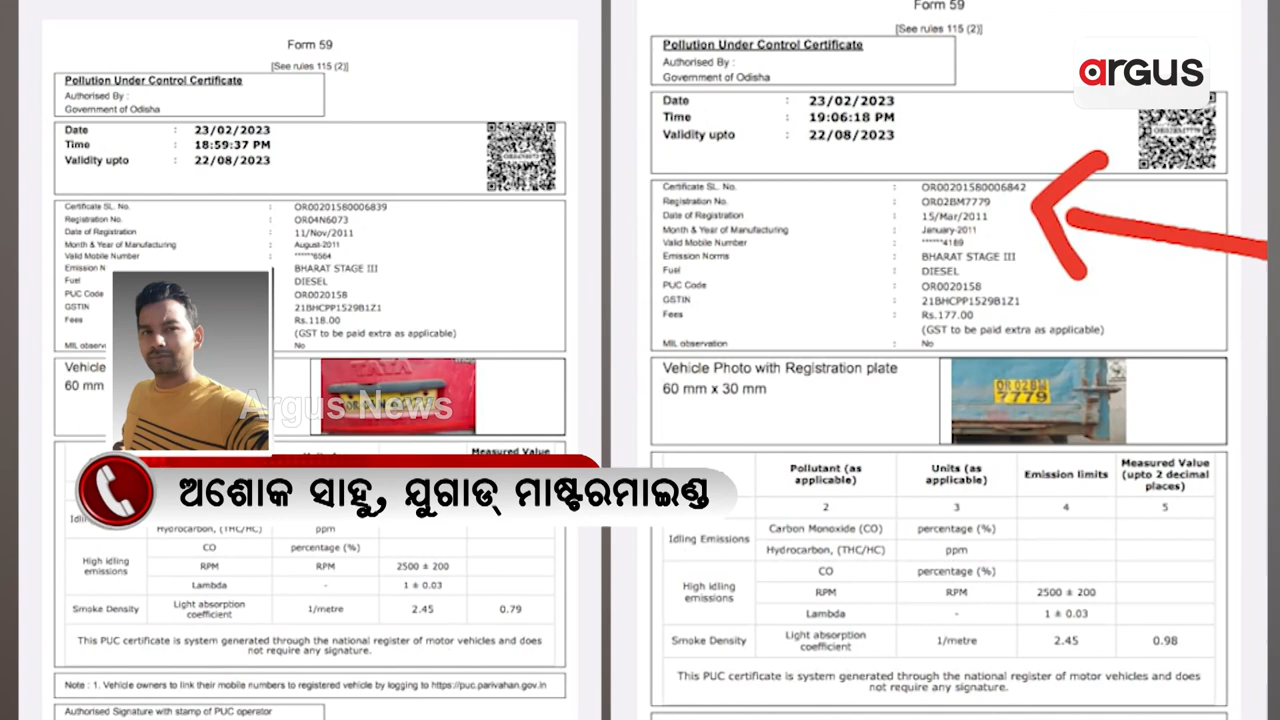 Form 59
[See rules 115 (2)]
Pollution Under Control Certificate
Authorised By :
Government of Odisha
Date : 23/02/2023
Time : 18:59:37 PM
Validity upto : 22/08/2023
Certificate SL. No. : OR00201580006839
Registration No. : OR04N6073
Date of Registration : 11/Nov/2011
Month & Year of Manufacturing : August-2011
Valid Mobile Number : ******6564
Emission N : BHARAT STAGE III
Fuel : DIESEL
PUC Code : OR0020158
GSTIN : 21BHCPP1529B1Z1
Fees : Rs.118.00
(GST to be paid extra as applicable)
MIL observa No
Vehicle
60 mm
TATA
Argus News
ଅଶୋକ ସାହୁ, ଯୁଗାଡ୍ ମାଷ୍ଟରମାଇଣ୍ଡ
Measured Value
Hydrocarbon, (THC/HC) ppm
High idling emissions
CO percentage (%)
RPM RPM 2500 ± 200
Lambda - 1 ± 0.03
Smoke Density Light absorption coefficient 1/metre 2.45 0.79
This PUC certificate is system generated through the national register of motor vehicles and does
not require any signature.
Note : 1. Vehicle owners to link their mobile numbers to registered vehicle by logging to https://puc.parivahan.gov.in
Authorised Signature with stamp of PUC operator
Form 59
[See rules 115 (2)]
argus
Pollution Under Control Certificate
Authorised By :
Government of Odisha
Date : 23/02/2023
Time : 19:06:18 PM
Validity upto : 22/08/2023
OR02BM7779
Certificate SL. No. : OR00201580006842
Registration No. : OR02BM7779
Date of Registration : 15/Mar/2011
Month & Year of Manufacturing : January-2011
Valid Mobile Number : ******4189
Emission Norms : BHARAT STAGE III
Fuel : DIESEL
PUC Code : OR0020158
GSTIN : 21BHCPP1529B1Z1
Fees : Rs.177.00
(GST to be paid extra as applicable)
MIL observation : No
Vehicle Photo with Registration plate
60 mm x 30 mm
OR 02BM
7779
Pollutant (as applicable) Units (as applicable) Emission limits Measured Value (upto 2 decimal places)
2 3 4 5
Idling Emissions
Carbon Monoxide (CO) percentage (%)
Hydrocarbon, (THC/HC) ppm
High idling emissions
CO percentage (%)
RPM RPM 2500 ± 200
Lambda - 1 ± 0.03
Smoke Density Light absorption coefficient 1/metre 2.45 0.98
This PUC certificate is system generated through the national register of motor vehicles and does
not require any signature.